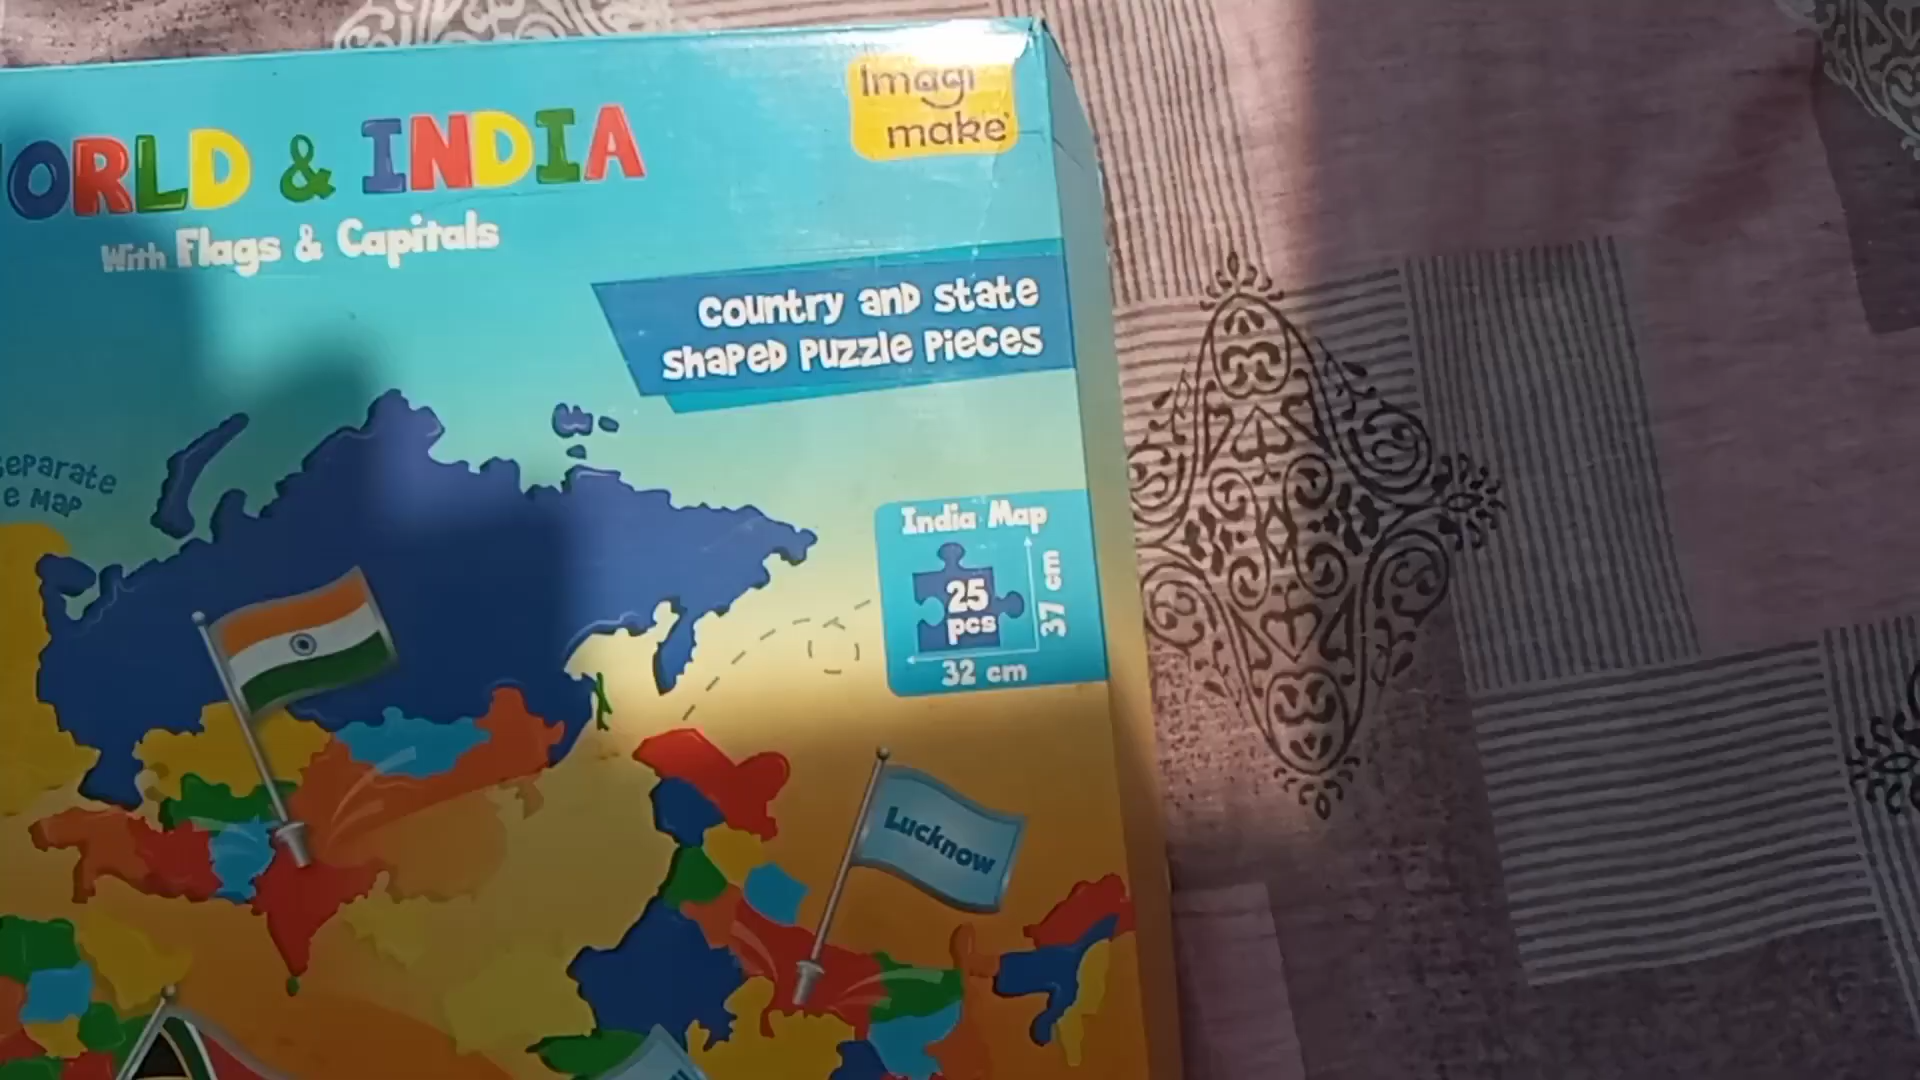 Imagi
make
ORLD & INDIA
With Flags & Capitals
Country and State
Shaped Puzzle Pieces
eparate
e Map
India Map
25
pcs
37 cm
32 cm
Lucknow